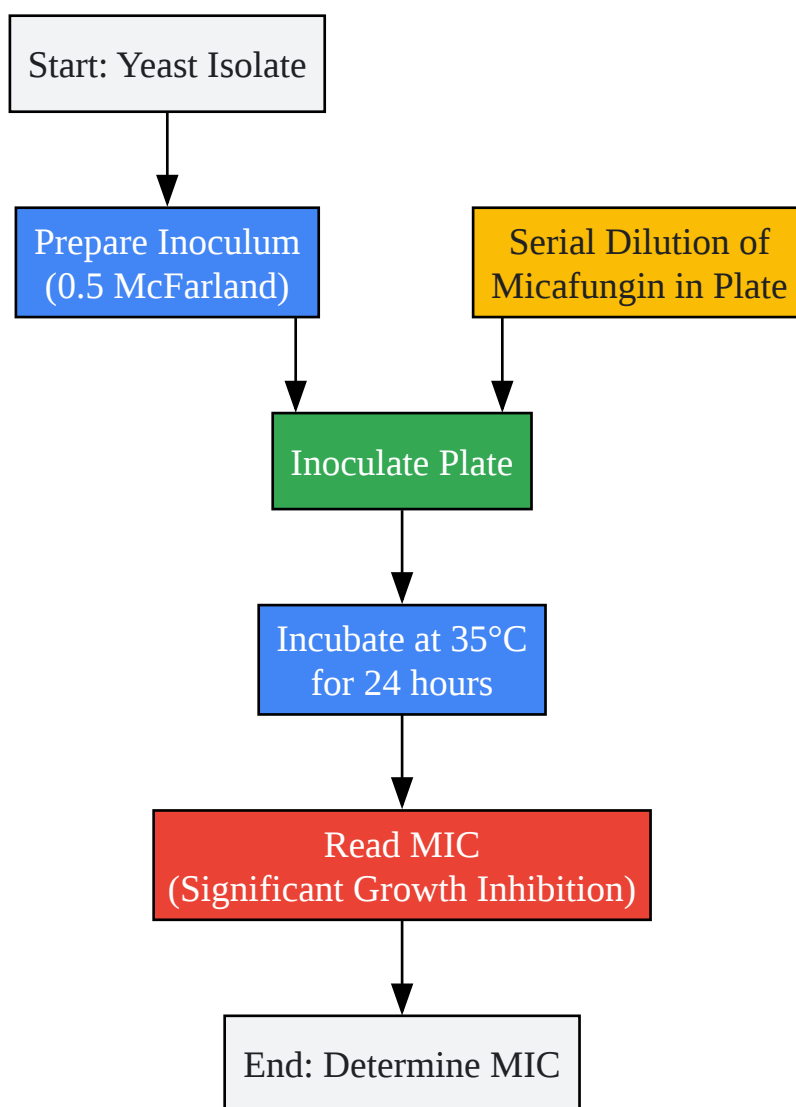 Start: Yeast Isolate
Prepare Inoculum
(0.5 McFarland)
Serial Dilution of
Micafungin in Plate
Inoculate Plate
Incubate at 35°C
for 24 hours
Read MIC
(Significant Growth Inhibition)
End: Determine MIC